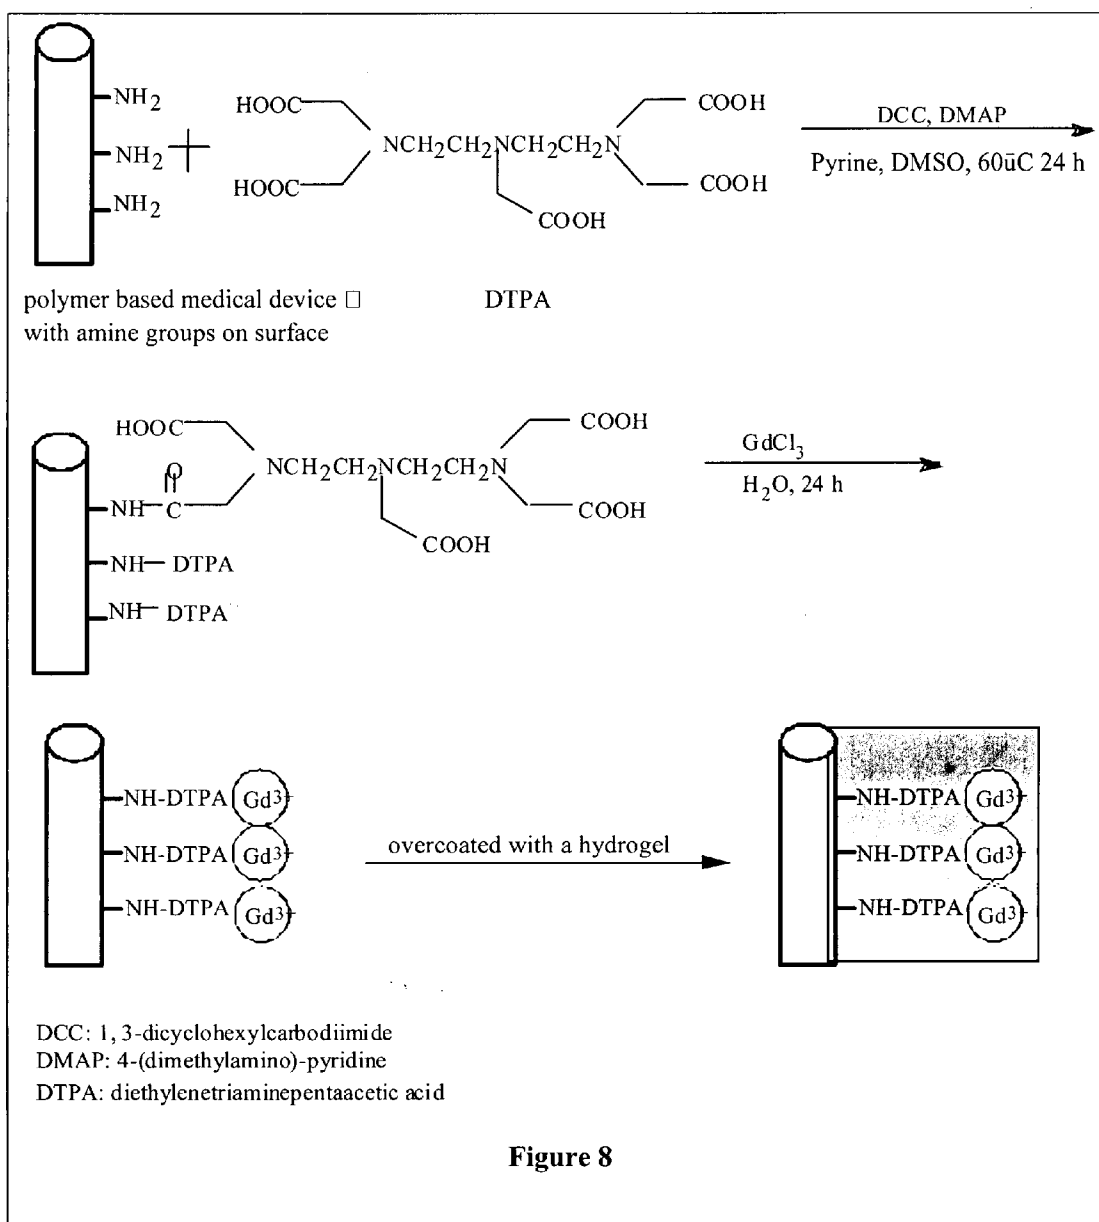 NH2
NH2
NH2
+
HOOC
HOOC
NCH2CH2NCH2CH2N
COOH
COOH
COOH
DCC, DMAP
Pyrine, DMSO, 60ūC 24 h
polymer based medical device □
with amine groups on surface
DTPA
HOOC
O
NH
C
NCH2CH2NCH2CH2N
COOH
COOH
COOH
NH— DTPA
NH— DTPA
GdCl3
H2O, 24 h
NH-DTPA Gd3+
NH-DTPA Gd3+
NH-DTPA Gd3+
overcoated with a hydrogel
NH-DTPA Gd3+
NH-DTPA Gd3+
NH-DTPA Gd3+
DCC: 1, 3-dicyclohexylcarbodiimide
DMAP: 4-(dimethylamino)-pyridine
DTPA: diethylenetriaminepentaacetic acid
Figure 8